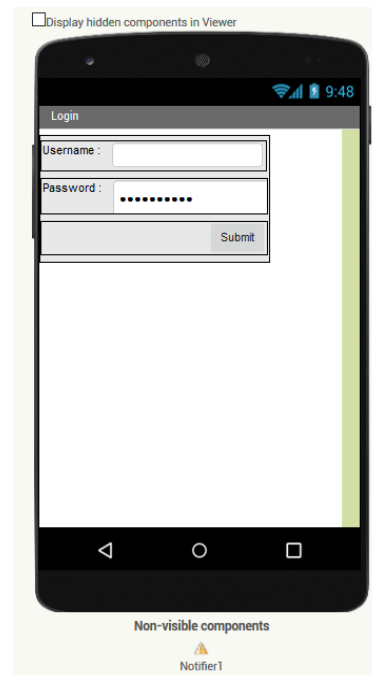 Display hidden components in Viewer
9:48
Login
Username :
Password :
Submit
Non-visible components
Notifier1